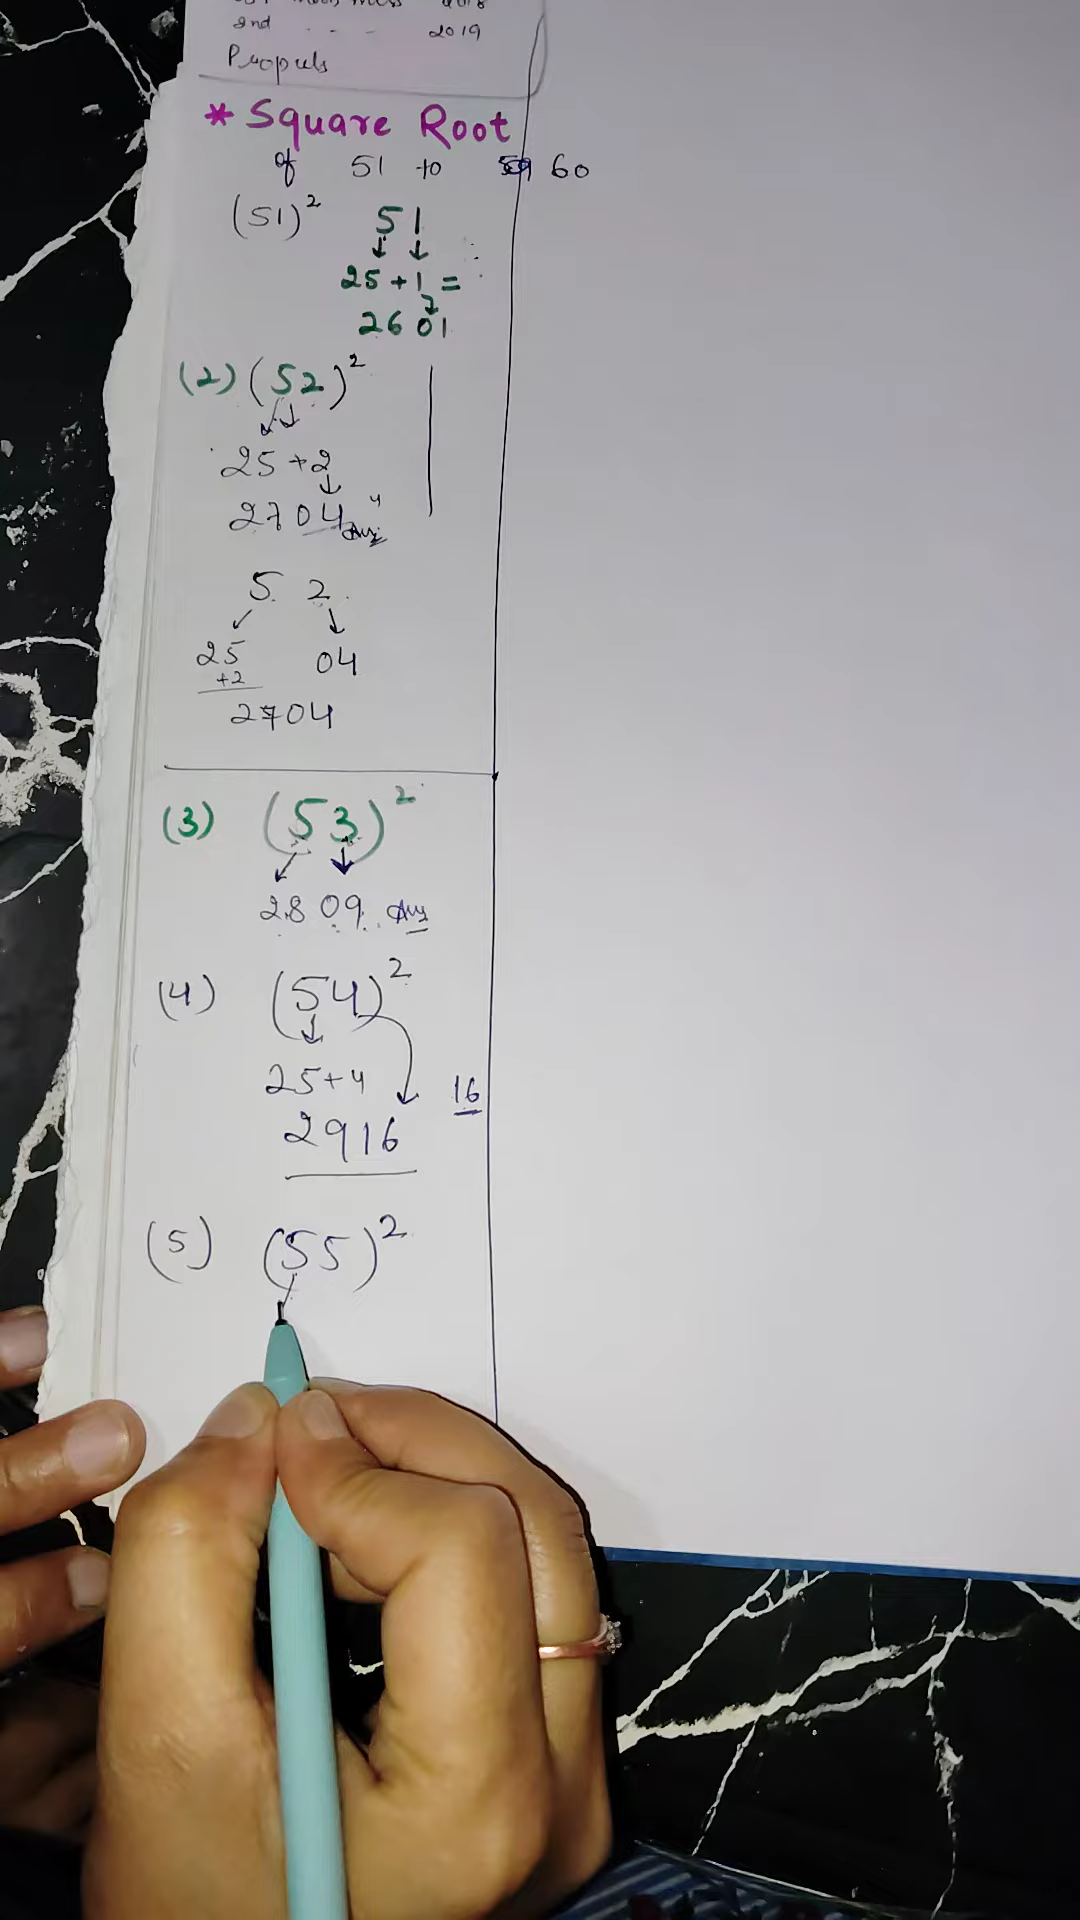 2018
2nd - - - 2019
* Square Root
of 51 to 60
(51)² 51
25 + 1 =
2601
(2) (52)²
25 + 2
2704 Ans
4
5 2
25 04
+2
2704
(3) (53)²
2809. Ans
(4) (54)²
25 + 4 16
2916
(5) (55)²